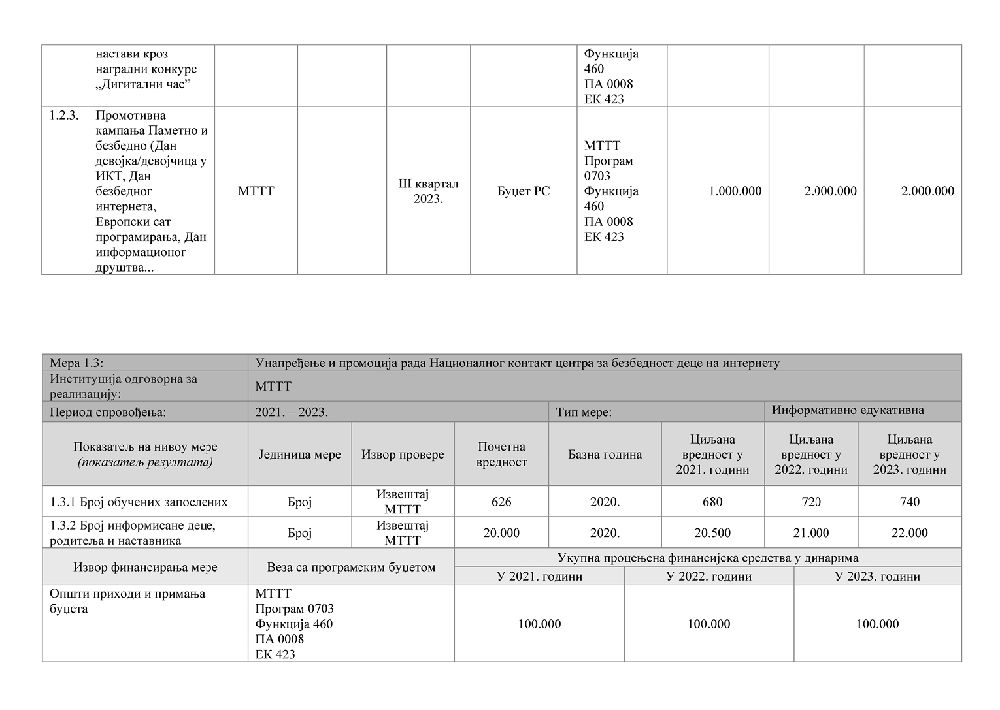 настави кроз
наградни конкурс
„Дигитални час”
Функција
460
ПА 0008
ЕК 423
1.2.3.
Промотивна
кампања Паметно и
безбедно (Дан
девојка/девојчица у
ИКТ, Дан
безбедног
интернета,
Европски сат
програмирања, Дан
информационог
друштва...
МТТТ
III квартал
2023.
Буџет РС
МТТТ
Програм
0703
Функција
460
ПА 0008
ЕК 423
1.000.000
2.000.000
2.000.000
Мера 1.3:
Унапређење и промоција рада Националног контакт центра за безбедност деце на интернету
Институција одговорна за
реализацију:
МТТТ
Период спровођења:
2021. – 2023.
Тип мере:
Информативно едукативна
Показатељ на нивоу мере
(показатељ резултата)
Јединица мере
Извор провере
Почетна
вредност
Базна година
Циљана
вредност у
2021. години
Циљана
вредност у
2022. години
Циљана
вредност у
2023. години
1.3.1 Број обучених запослених
Број
Извештај
МТТТ
626
2020.
680
720
740
1.3.2 Број информисане деце,
родитеља и наставника
Број
Извештај
МТТТ
20.000
2020.
20.500
21.000
22.000
Извор финансирања мере
Веза са програмским буџетом
Укупна процењена финансијска средства у динарима
У 2021. години
У 2022. години
У 2023. години
Општи приходи и примања
буџета
МТТТ
Програм 0703
Функција 460
ПА 0008
ЕК 423
100.000
100.000
100.000